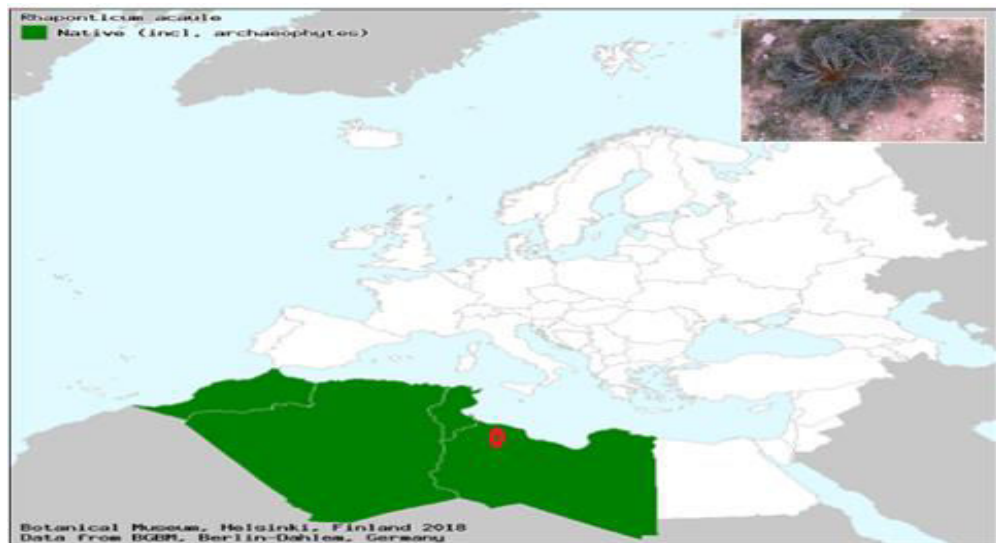 Rhaponticum acaule
Native (incl. archaeophytes)
Botanical Museum, Helsinki, Finland 2018
Data from BGBM, Berlin-Dahlem, Germany